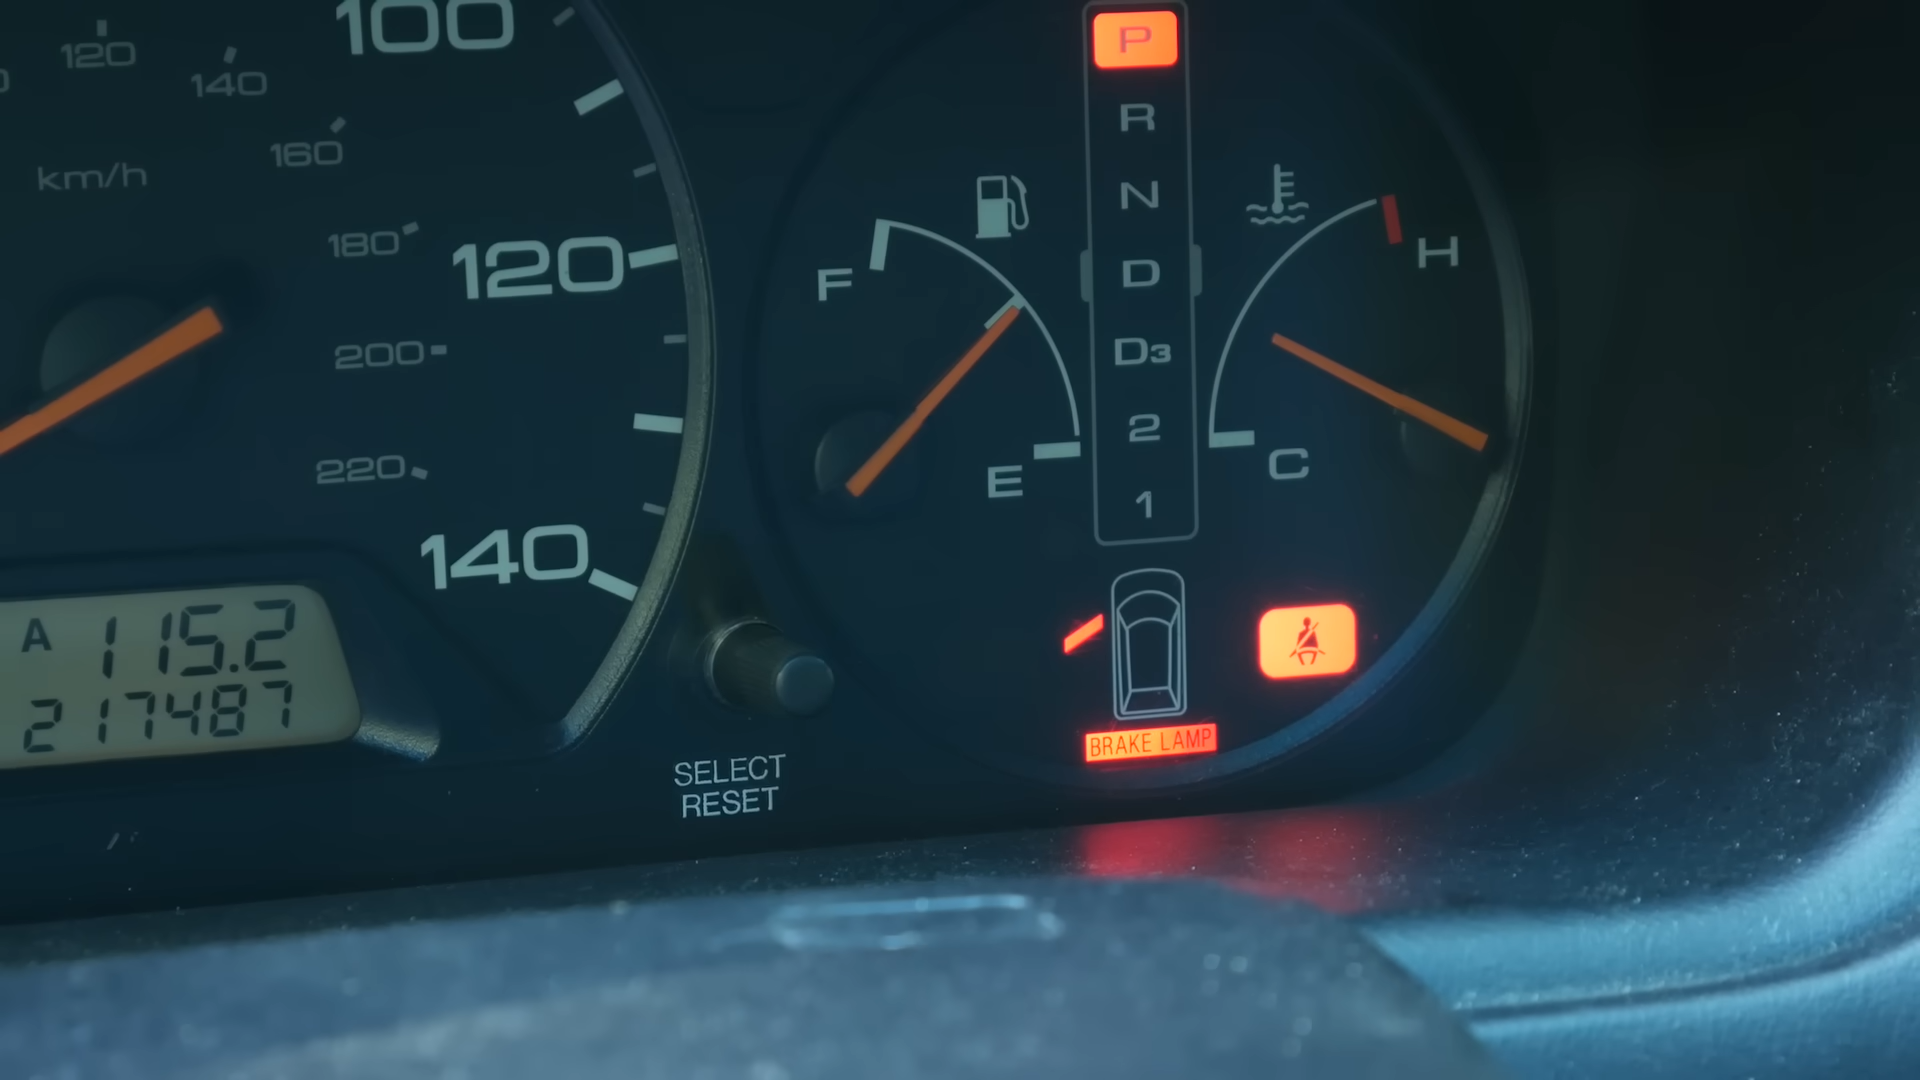 100
120
140
160
km/h
180
120
200
220
140
A 115.2
217487
SELECT
RESET
P
R
N
D
D3
2
1
F
E
H
C
BRAKE LAMP